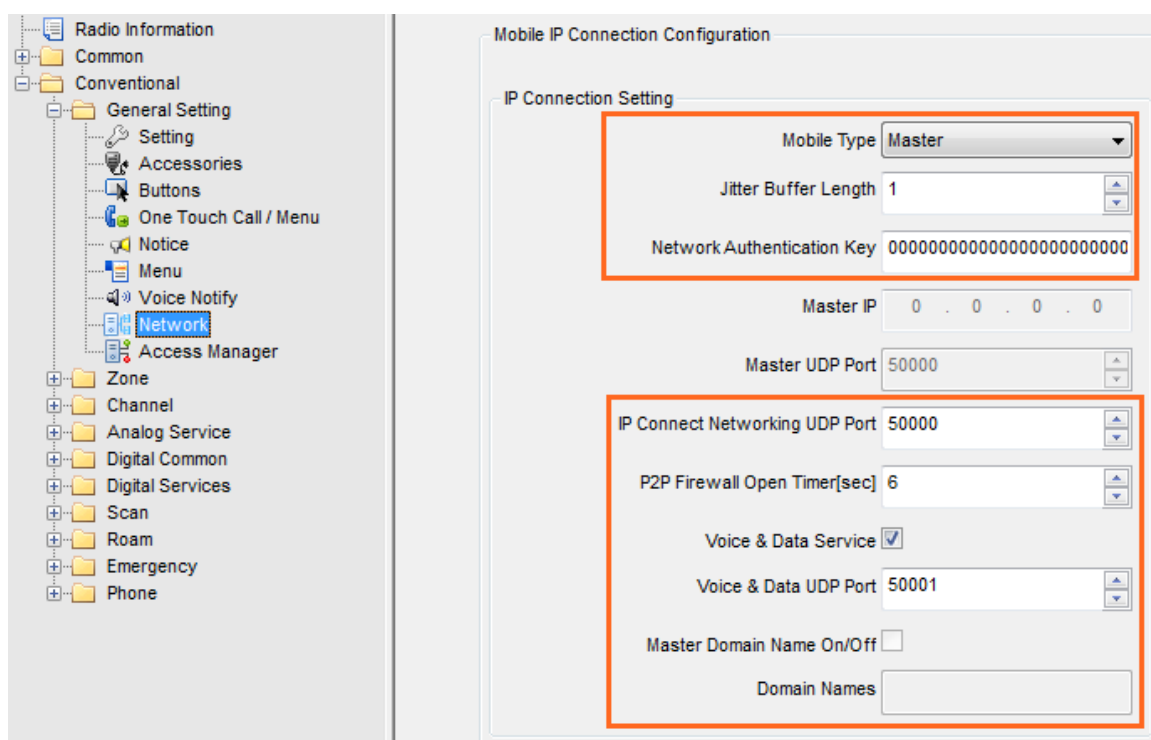 Radio Information
Common
Conventional
General Setting
Setting
Accessories
Buttons
One Touch Call / Menu
Notice
Menu
Voice Notify
Network
Access Manager
Zone
Channel
Analog Service
Digital Common
Digital Services
Scan
Roam
Emergency
Phone
Mobile IP Connection Configuration
IP Connection Setting
Mobile Type Master
Jitter Buffer Length 1
Network Authentication Key 000000000000000000000000
Master IP 0 . 0 . 0 . 0
Master UDP Port 50000
IP Connect Networking UDP Port 50000
P2P Firewall Open Timer[sec] 6
Voice & Data Service
Voice & Data UDP Port 50001
Master Domain Name On/Off
Domain Names